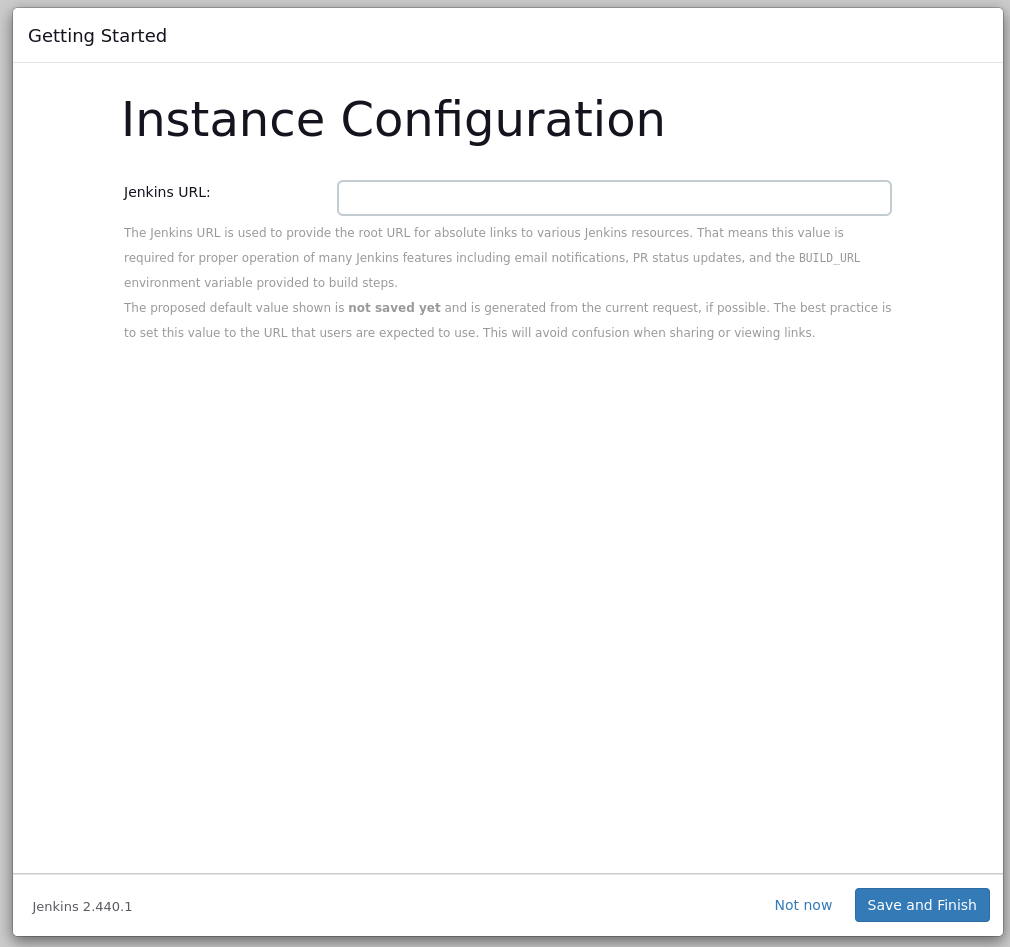 Getting Started
Instance Configuration
Jenkins URL:
The Jenkins URL is used to provide the root URL for absolute links to various Jenkins resources. That means this value is
required for proper operation of many Jenkins features including email notifications, PR status updates, and the BUILD_URL
environment variable provided to build steps.
The proposed default value shown is not saved yet and is generated from the current request, if possible. The best practice is
to set this value to the URL that users are expected to use. This will avoid confusion when sharing or viewing links.
Jenkins 2.440.1
Not now
Save and Finish